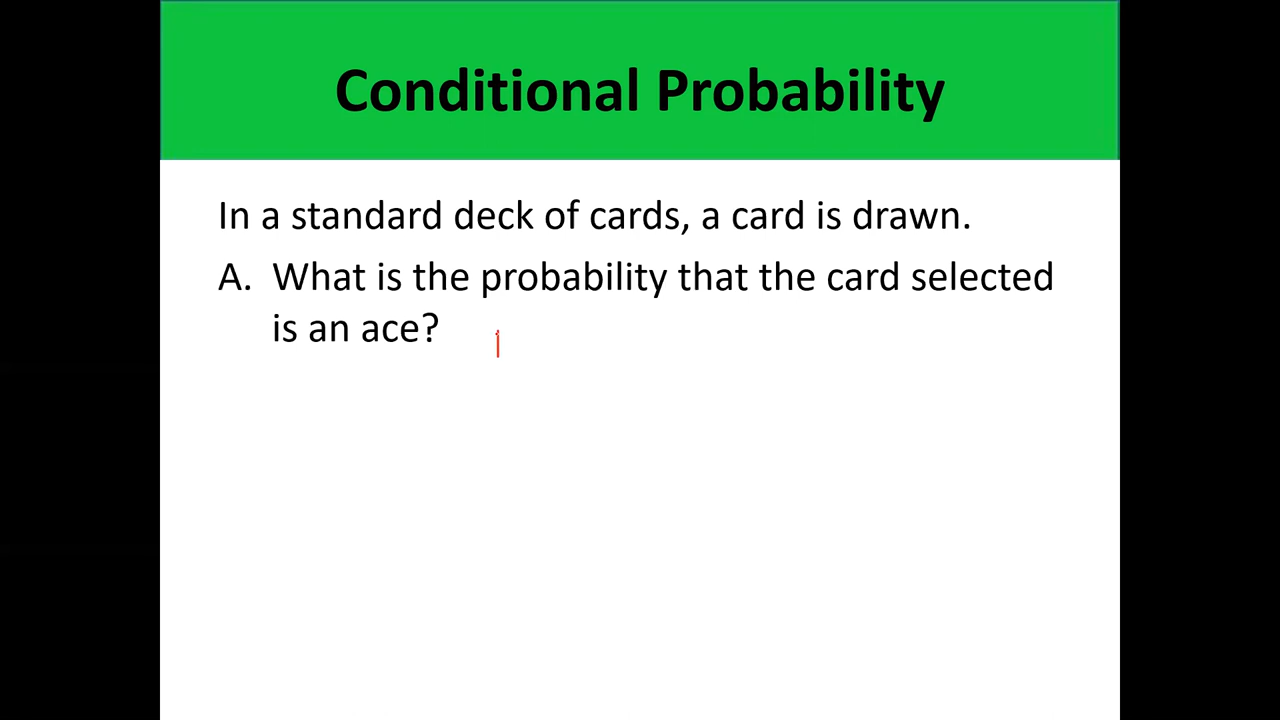 Conditional Probability
In a standard deck of cards, a card is drawn.
A. What is the probability that the card selected
is an ace?